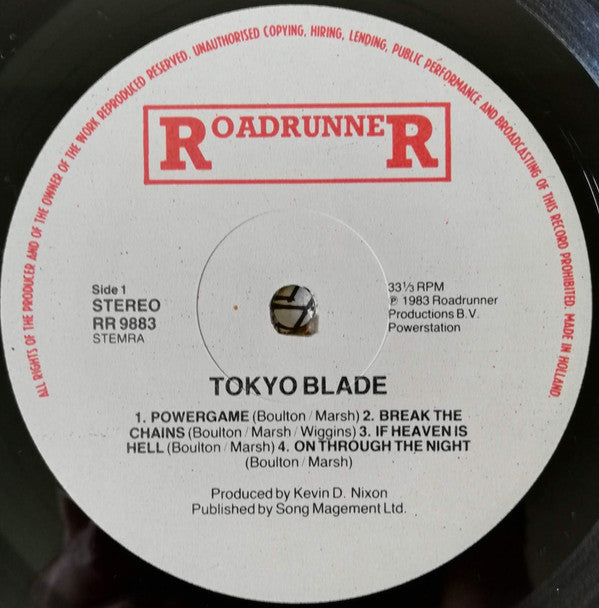 ALL RIGHTS OF THE PRODUCER AND OF THE OWNER OF THE WORK REPRODUCED RESERVED. UNAUTHORISED COPYING, HIRING, LENDING, PUBLIC PERFORMANCE AND BROADCASTING OF THIS RECORD PROHIBITED. MADE IN HOLLAND.
ROADRUNNER
Side 1
STEREO
RR 9883
STEMRA
33⅓ RPM
℗ 1983 Roadrunner
Productions B.V.
Powerstation
TOKYO BLADE
1. POWERGAME (Boulton / Marsh) 2. BREAK THE
CHAINS (Boulton / Marsh / Wiggins) 3. IF HEAVEN IS
HELL (Boulton / Marsh) 4. ON THROUGH THE NIGHT
(Boulton / Marsh)
Produced by Kevin D. Nixon
Published by Song Magement Ltd.